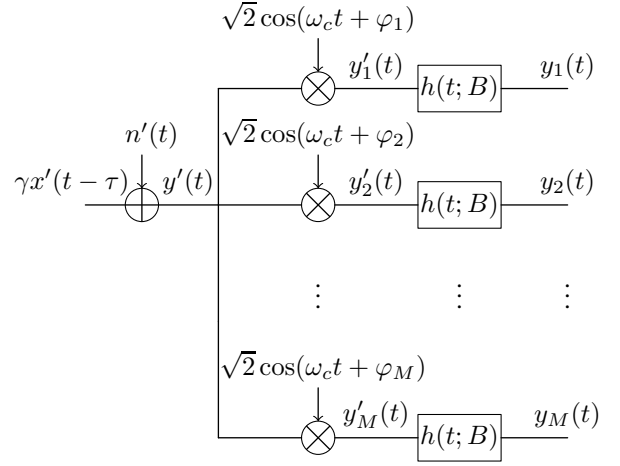 √2 cos(ω_c t + φ_1)
y′_1(t)
h(t; B)
y_1(t)
n′(t)
√2 cos(ω_c t + φ_2)
γx′(t − τ)
y′(t)
y′_2(t)
h(t; B)
y_2(t)
⋮ ⋮ ⋮
√2 cos(ω_c t + φ_M)
y′_M(t)
h(t; B)
y_M(t)